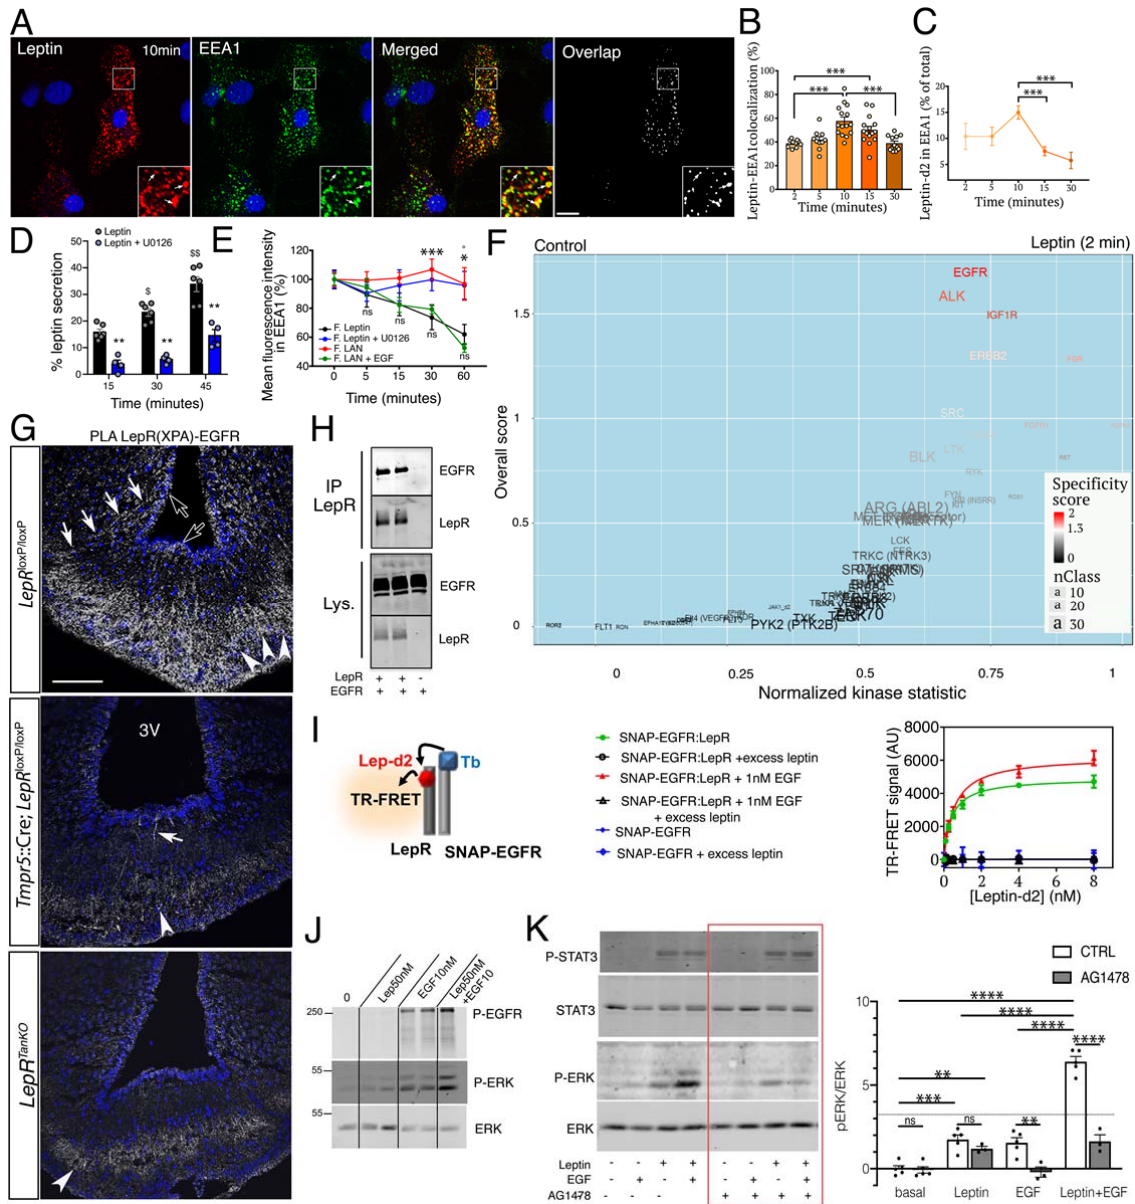 A
Leptin
10min
EEA1
Merged
Overlap
B
Leptin-EEA1colocalization (%)
100
80
60
40
20
0
***
***
***
2
5
10
15
30
Time (minutes)
C
Leptin-d2 in EEA1 (% of total)
20
15
10
5
***
***
2
5
10
15
30
Time (minutes)
D
Leptin
Leptin + U0126
% leptin secretion
50
40
30
20
10
0
$
$$
**
**
**
15
30
45
Time (minutes)
E
Mean fluorescence intensity
in EEA1 (%)
120
100
80
60
40
***
*
ns
ns
ns
ns
F. Leptin
F. Leptin + U0126
F. LAN
F. LAN + EGF
0
5
15
30
60
Time (minutes)
F
Control
Leptin (2 min)
Overall score
1.5
1
0.5
0
EGFR
ALK
IGF1R
ERBB2
FGR
SRC
LTK
BLK
RET
RYK
FYN
KIT
ARG (ABL2)
LCK
FES
TRKC (NTRK3)
PYK2 (PTK2B)
TXK
JAK1_d2
FLT1
RON
ROR2
Specificity
score
2
1.3
0
nClass
a 10
a 20
a 30
0
0.25
0.5
0.75
1
Normalized kinase statistic
G
PLA LepR(XPA)-EGFR
LepR loxP/loxP
3V
Tmpr5::Cre; LepR loxP/loxP
LepR TanKO
H
IP
LepR
EGFR
LepR
Lys.
EGFR
LepR
LepR + + -
EGFR + + +
I
Lep-d2
Tb
TR-FRET
LepR
SNAP-EGFR
SNAP-EGFR:LepR
SNAP-EGFR:LepR +excess leptin
SNAP-EGFR:LepR + 1nM EGF
SNAP-EGFR:LepR + 1nM EGF
+ excess leptin
SNAP-EGFR
SNAP-EGFR + excess leptin
TR-FRET signal (AU)
8000
6000
4000
2000
0
0
2
4
6
8
[Leptin-d2] (nM)
J
0
Lep50nM
EGF10nM
Lep50nM
+EGF10
250
P-EGFR
55
P-ERK
55
ERK
K
P-STAT3
STAT3
P-ERK
ERK
Leptin - - + + - - + +
EGF - + - + - + - +
AG1478 - - - - + + + +
CTRL
AG1478
pERK/ERK
10
5
0
****
****
****
****
**
***
ns
ns
**
basal
Leptin
EGF
Leptin+EGF